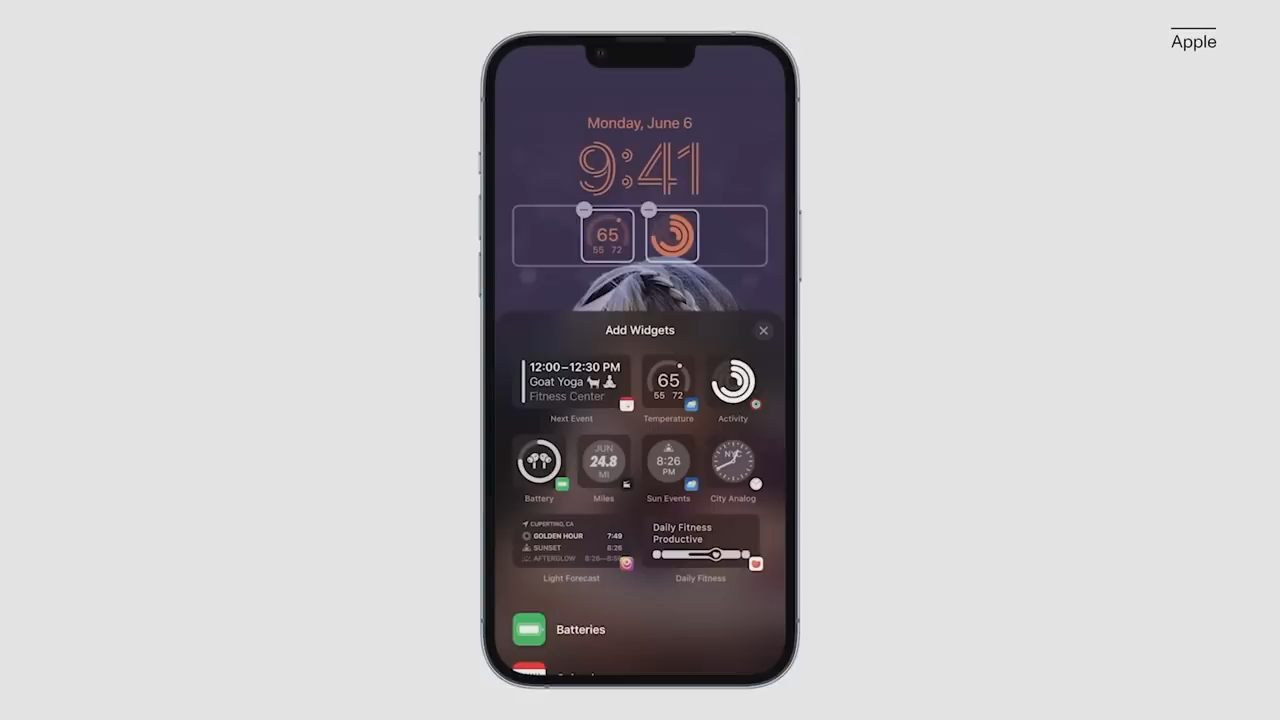 Apple
Monday, June 6
9:41
65
55 72
Add Widgets
12:00–12:30 PM
Goat Yoga
Fitness Center
Next Event
65
55 72
Temperature
Activity
Battery
JUN
24.8
MI
Miles
8:26
PM
Sun Events
NYC
City Analog
CUPERTINO, CA
GOLDEN HOUR 7:49
SUNSET 8:26
AFTERGLOW
Light Forecast
Daily Fitness
Productive
Daily Fitness
Batteries